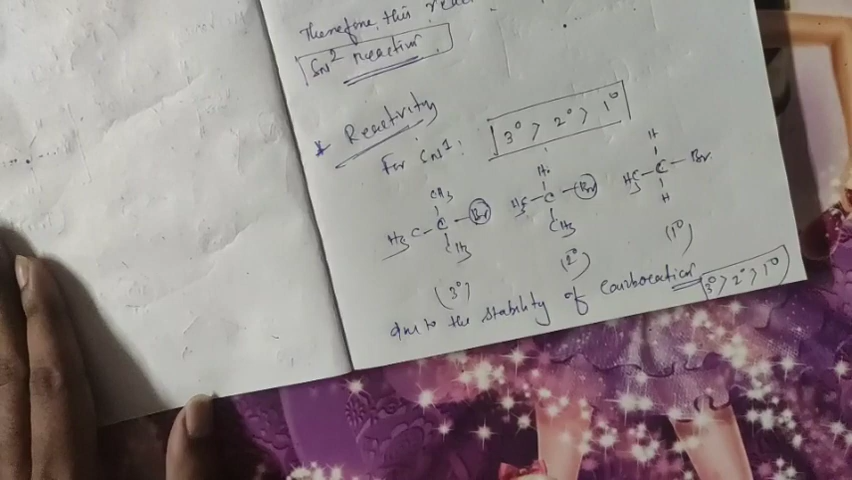 Therefore, this reac
SN² Reaction.
* Reactivity
For SN¹: 3° > 2° > 1°
CH₃ H H
H₃C – C – Br H₃C – C – Br H₃C – C – Br
CH₃ CH₃ H
(3°) (2°) (1°)
due to the stability of carbocation 3° > 2° > 1°